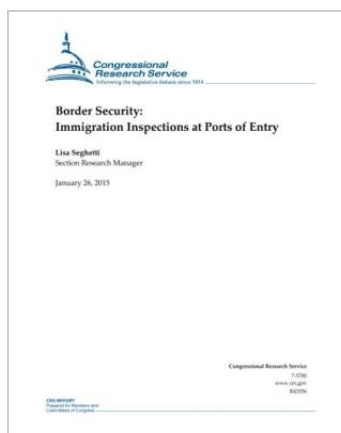 Congressional
Research Service
Informing the legislative debate since 1914
Border Security:
Immigration Inspections at Ports of Entry
Lisa Seghetti
Section Research Manager
January 26, 2015
Congressional Research Service
7-5700
www.crs.gov
CRS REPORT
Prepared for Members and
Committees of Congress